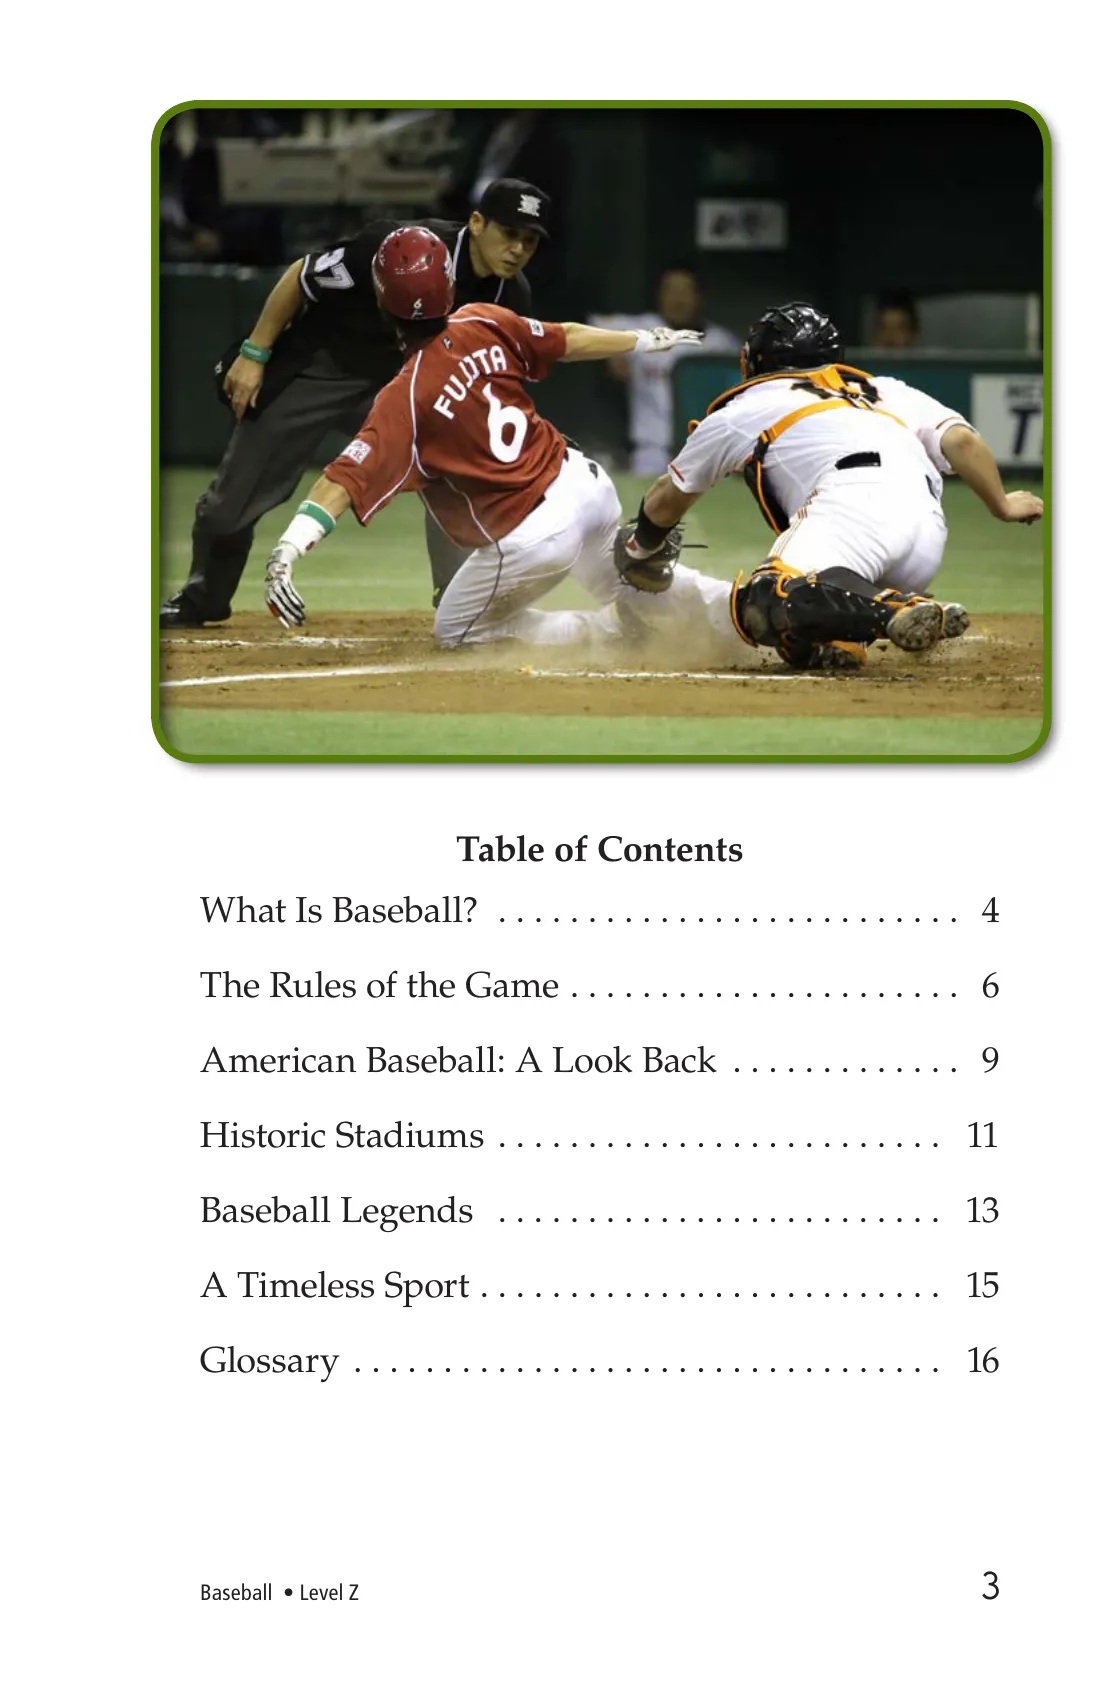 37
6
FUJITA
6
Table of Contents
What Is Baseball? . . . . . . . . . . . . . . . . . . . . . . . . . . 4
The Rules of the Game . . . . . . . . . . . . . . . . . . . . . . 6
American Baseball: A Look Back . . . . . . . . . . . . . 9
Historic Stadiums . . . . . . . . . . . . . . . . . . . . . . . . . 11
Baseball Legends . . . . . . . . . . . . . . . . . . . . . . . . . 13
A Timeless Sport . . . . . . . . . . . . . . . . . . . . . . . . . . 15
Glossary . . . . . . . . . . . . . . . . . . . . . . . . . . . . . . . . . 16
Baseball • Level Z
3